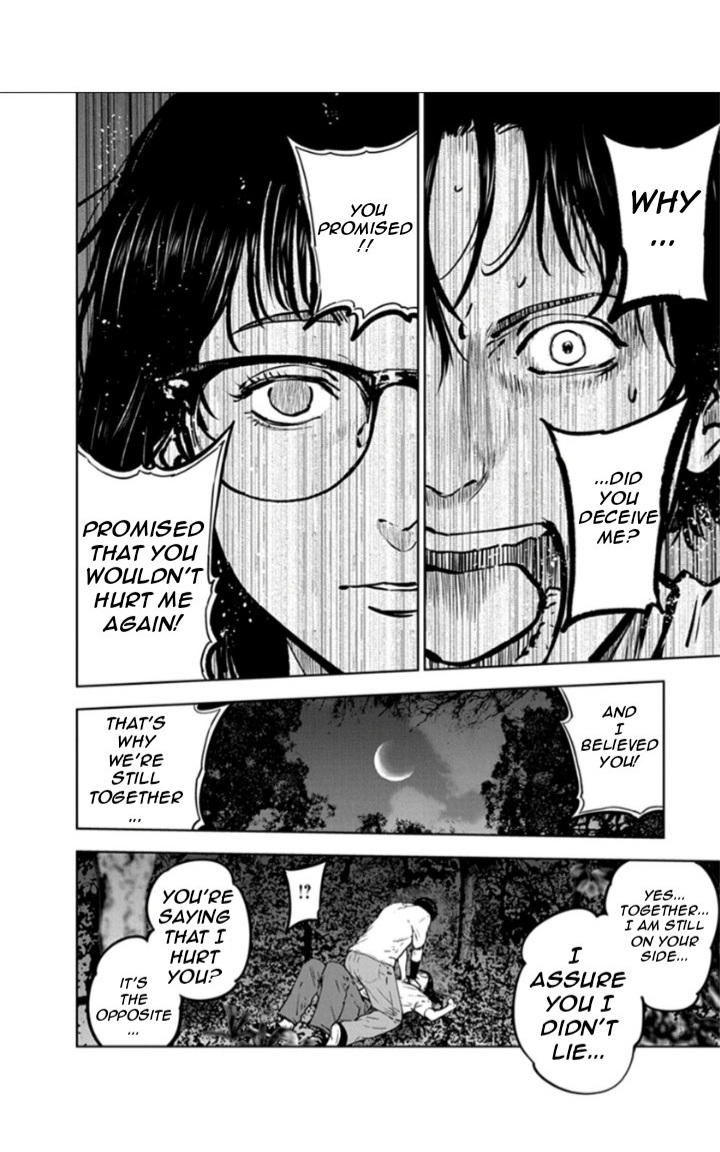 WHY
...
...DID
YOU
DECEIVE
ME?
YOU
PROMISED
!!
PROMISED
THAT YOU
WOULDN'T
HURT ME
AGAIN!
AND
I
BELIEVED
YOU!
THAT'S
WHY
WE'RE
STILL
TOGETHER
...
YES...
TOGETHER...
I AM STILL
ON YOUR
SIDE...
I
ASSURE
YOU I
DIDN'T
LIE...
!?
YOU'RE
SAYING
THAT I
HURT
YOU?
IT'S
THE
OPPOSITE
...